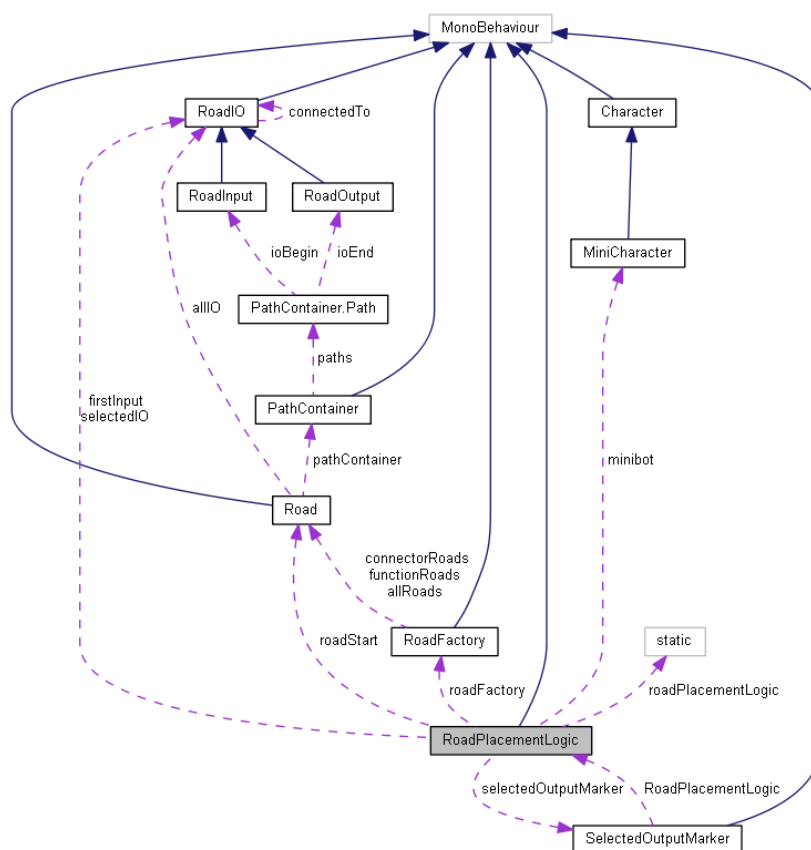 MonoBehaviour
RoadIO
connectedTo
Character
RoadInput
RoadOutput
ioBegin
ioEnd
MiniCharacter
allIO
PathContainer.Path
paths
firstInput
selectedIO
PathContainer
pathContainer
minibot
Road
connectorRoads
functionRoads
allRoads
roadStart
RoadFactory
static
roadFactory
roadPlacementLogic
RoadPlacementLogic
selectedOutputMarker
RoadPlacementLogic
SelectedOutputMarker